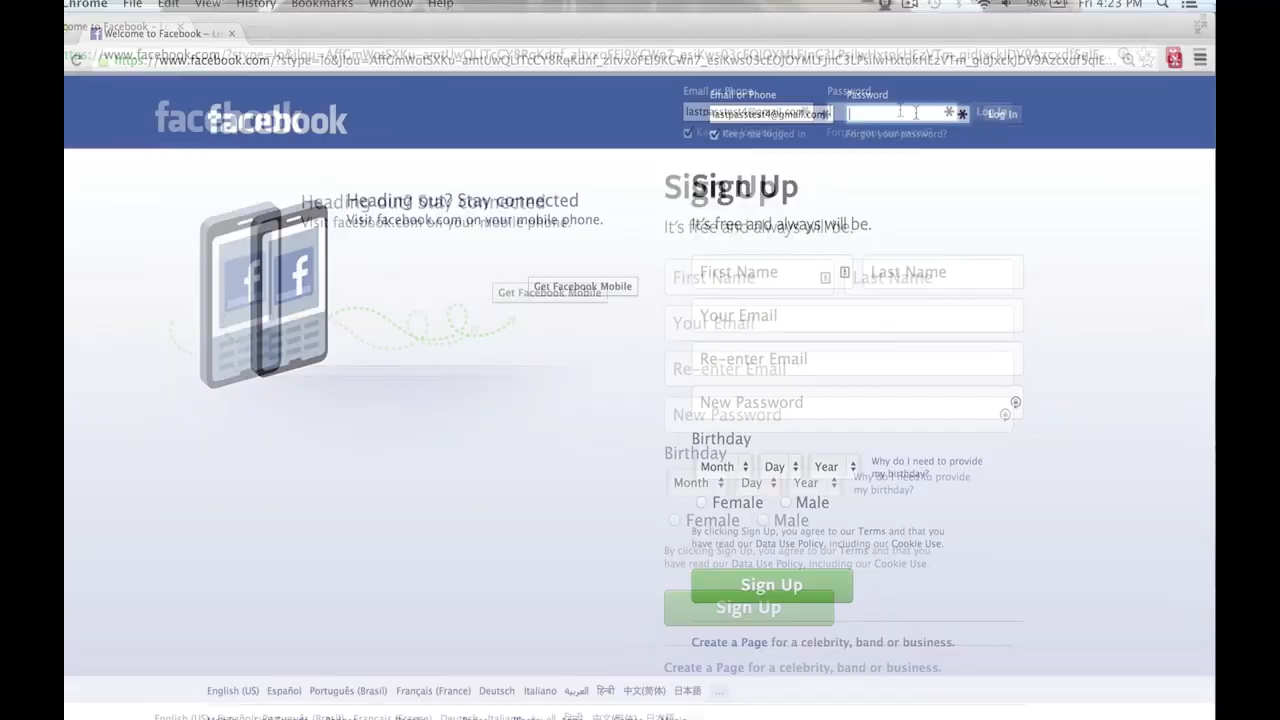 Chrome File Edit View History Bookmarks Window Help 98% Fri 4:23 PM
Welcome to Facebook – Lo
Email or Phone Password
facebook lastpasstest4@gmail.com Log In
Keep me logged in Forgot your password?
Sign Up
Heading out? Stay connected
Visit facebook.com on your mobile phone.
It's free and always will be.
First Name Last Name
Get Facebook Mobile
Your Email
Re-enter Email
New Password
Birthday
Month Day Year Why do I need to provide
my birthday?
Female Male
By clicking Sign Up, you agree to our Terms and that you
have read our Data Use Policy, including our Cookie Use.
Sign Up
Create a Page for a celebrity, band or business.
English (US) Español Português (Brasil) Français (France) Deutsch Italiano العربية हिन्दी 中文(简体) 日本語 ...